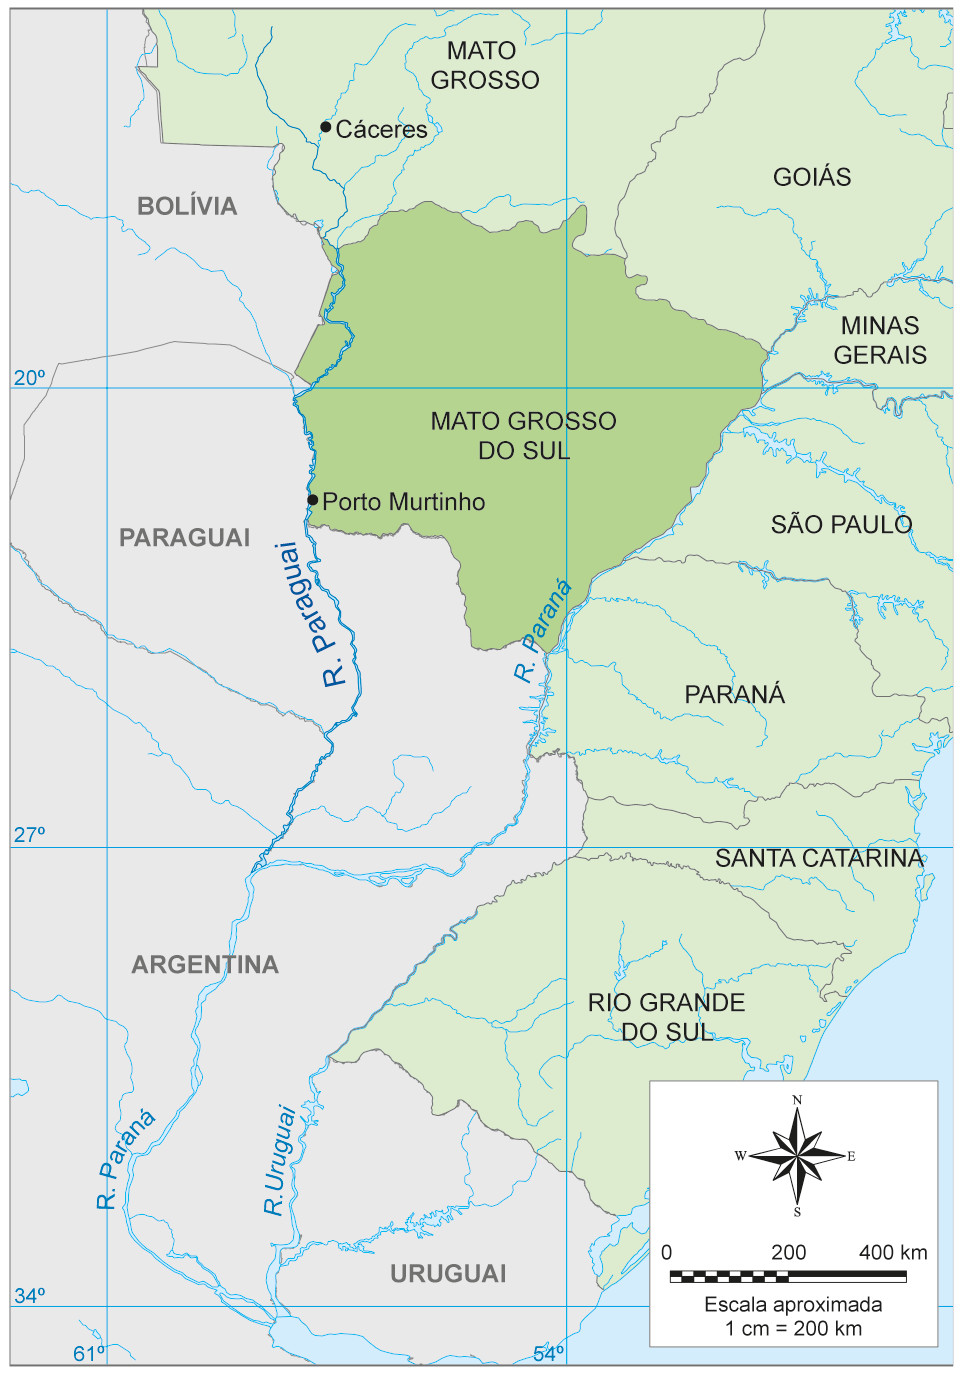 MATO
GROSSO
Cáceres
GOIÁS
BOLÍVIA
MINAS
GERAIS
20º
MATO GROSSO
DO SUL
Porto Murtinho
SÃO PAULO
PARAGUAI
R. Paraguai
R. Paraná
PARANÁ
27º
SANTA CATARINA
ARGENTINA
RIO GRANDE
DO SUL
R. Paraná
R.Uruguai
N
W
E
S
0 200 400 km
URUGUAI
34º
Escala aproximada
1 cm = 200 km
61º
54º